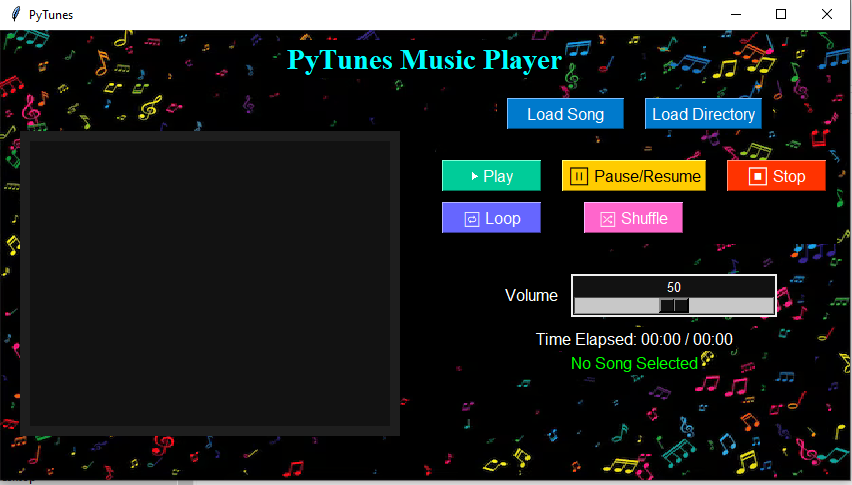 PyTunes
PyTunes Music Player
Load Song
Load Directory
Play
Pause/Resume
Stop
Loop
Shuffle
50
Volume
Time Elapsed: 00:00 / 00:00
No Song Selected